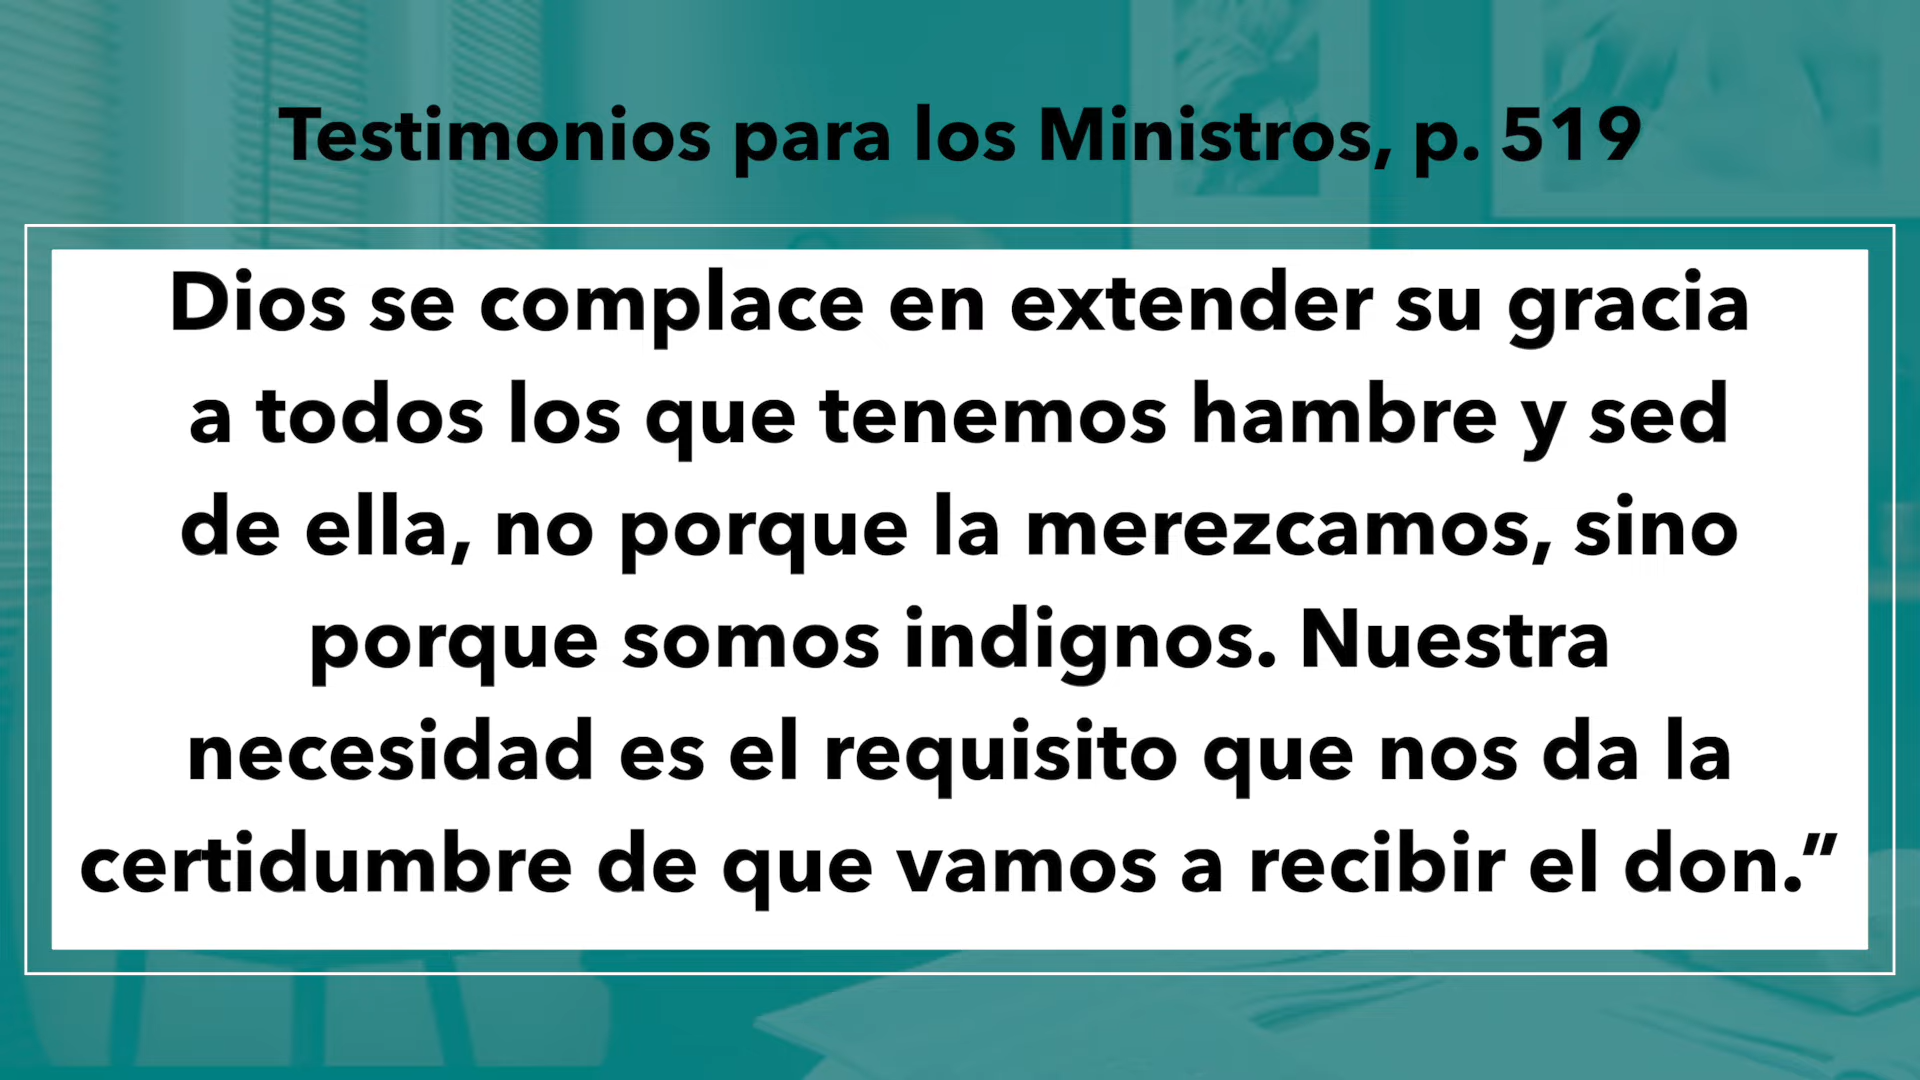 Testimonios para los Ministros, p. 519
Dios se complace en extender su gracia
a todos los que tenemos hambre y sed
de ella, no porque la merezcamos, sino
porque somos indignos. Nuestra
necesidad es el requisito que nos da la
certidumbre de que vamos a recibir el don.”